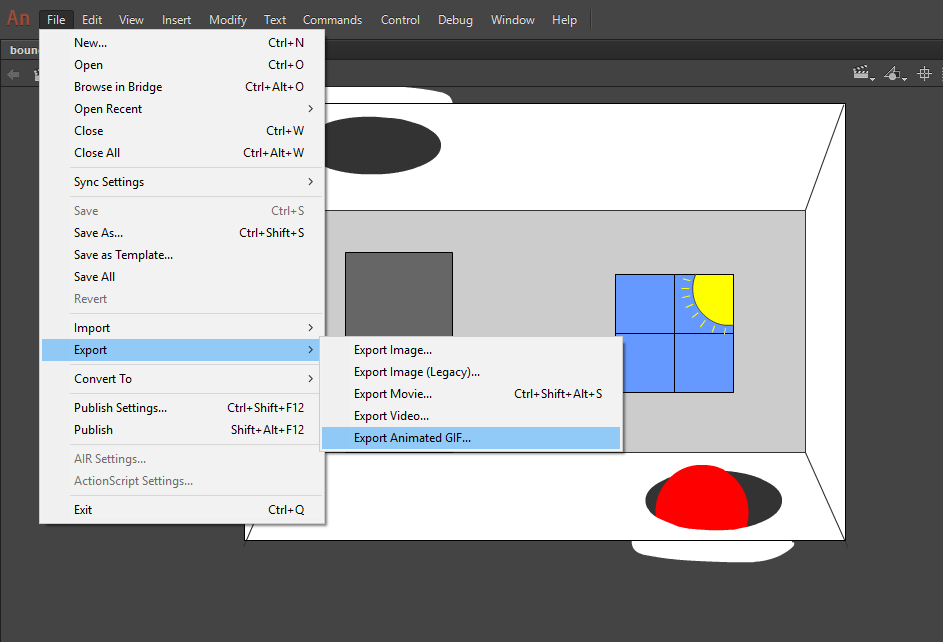 An File Edit View Insert Modify Text Commands Control Debug Window Help
New... Ctrl+N
Open Ctrl+O
Browse in Bridge Ctrl+Alt+O
Open Recent
Close Ctrl+W
Close All Ctrl+Alt+W
Sync Settings
Save Ctrl+S
Save As... Ctrl+Shift+S
Save as Template...
Save All
Revert
Import
Export
Convert To
Publish Settings... Ctrl+Shift+F12
Publish Shift+Alt+F12
AIR Settings...
ActionScript Settings...
Exit Ctrl+Q
Export Image...
Export Image (Legacy)...
Export Movie... Ctrl+Shift+Alt+S
Export Video...
Export Animated GIF...